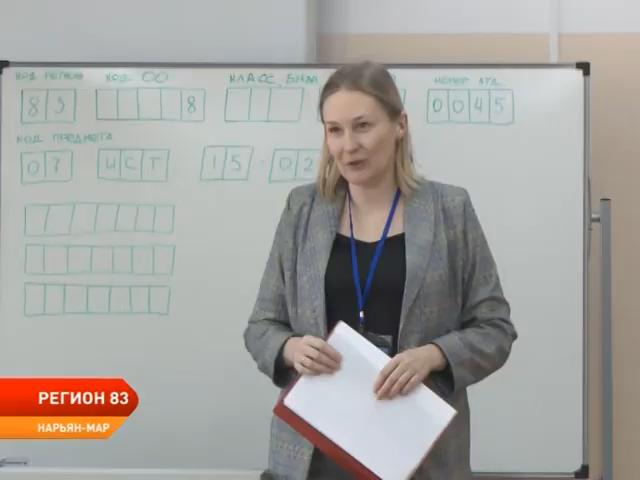 КОД РЕГИОН КОД ОО КЛАСС БУКВА НОМЕР АУД.
83 8 0045
КОД ПРЕДМЕТА
07 ИСТ 15.02
РЕГИОН 83
НАРЬЯН-МАР